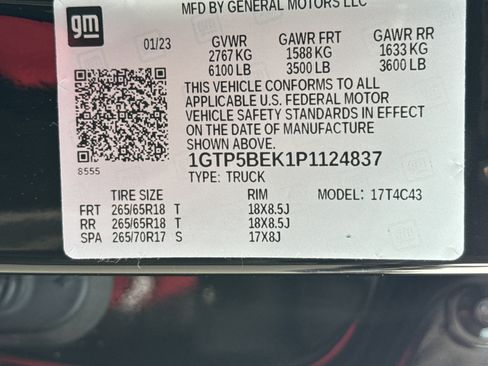 MFD BY GENERAL MOTORS LLC
gm
01/23 GVWR GAWR FRT GAWR RR
2767 KG 1588 KG 1633 KG
6100 LB 3500 LB 3600 LB
THIS VEHICLE CONFORMS TO ALL
APPLICABLE U.S. FEDERAL MOTOR
VEHICLE SAFETY STANDARDS IN EFFECT
ON THE DATE OF MANUFACTURE
SHOWN ABOVE.
8555
1GTP5BEK1P1124837
TYPE: TRUCK
TIRE SIZE RIM MODEL: 17T4C43
FRT 265/65R18 T 18X8.5J
RR 265/65R18 T 18X8.5J
SPA 265/70R17 S 17X8J